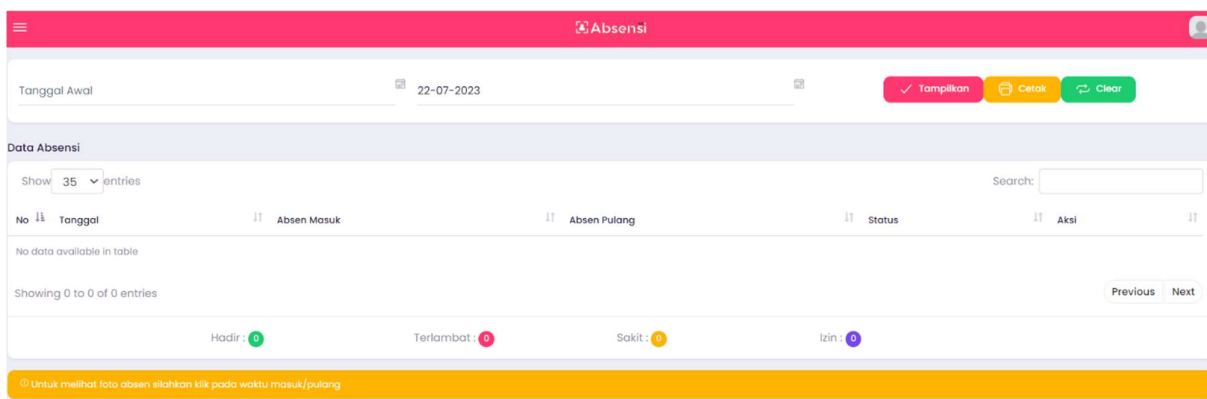 Absensi
Tanggal Awal 22-07-2023 Tampilkan Cetak Clear
Data Absensi
Show 35 entries Search:
No Tanggal Absen Masuk Absen Pulang Status Aksi
No data available in table
Showing 0 to 0 of 0 entries Previous Next
Hadir : 0 Terlambat : 0 Sakit : 0 Izin : 0
Untuk melihat foto absen silahkan klik pada waktu masuk/pulang